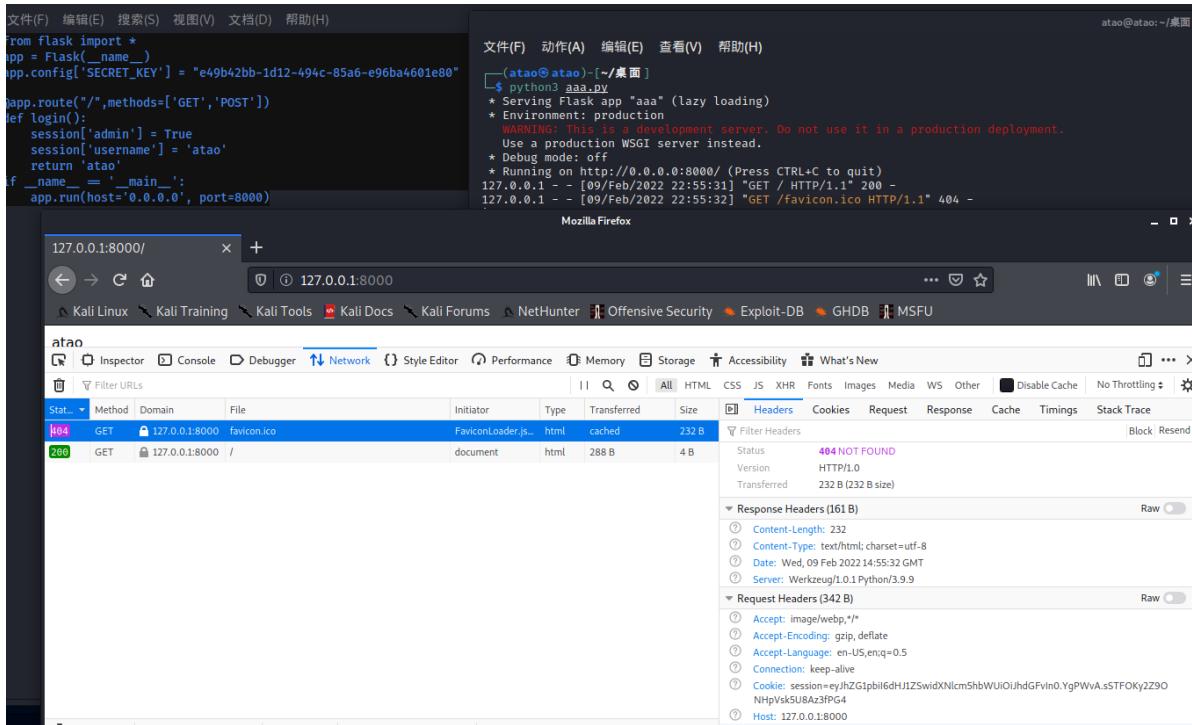 文件(F) 编辑(E) 搜索(S) 视图(V) 文档(D) 帮助(H)
from flask import *
app = Flask(__name__)
app.config['SECRET_KEY'] = "e49b42bb-1d12-494c-85a6-e96ba4601e80"
@app.route("/",methods=['GET','POST'])
def login():
session['admin'] = True
session['username'] = 'atao'
return 'atao'
if __name__ == '__main__':
app.run(host='0.0.0.0', port=8000)
atao@atao: ~/桌面
文件(F) 动作(A) 编辑(E) 查看(V) 帮助(H)
┌──(atao㉿atao)-[~/桌面]
└─$ python3 aaa.py
* Serving Flask app "aaa" (lazy loading)
* Environment: production
WARNING: This is a development server. Do not use it in a production deployment.
Use a production WSGI server instead.
* Debug mode: off
* Running on http://0.0.0.0:8000/ (Press CTRL+C to quit)
127.0.0.1 - - [09/Feb/2022 22:55:31] "GET / HTTP/1.1" 200 -
127.0.0.1 - - [09/Feb/2022 22:55:32] "GET /favicon.ico HTTP/1.1" 404 -
Mozilla Firefox
127.0.0.1:8000/
127.0.0.1:8000
Kali Linux Kali Training Kali Tools Kali Docs Kali Forums NetHunter Offensive Security Exploit-DB GHDB MSFU
atao
Inspector Console Debugger Network Style Editor Performance Memory Storage Accessibility What's New
Filter URLs All HTML CSS JS XHR Fonts Images Media WS Other Disable Cache No Throttling
Stat... Method Domain File Initiator Type Transferred Size
404 GET 127.0.0.1:8000 favicon.ico FaviconLoader.js... html cached 232 B
200 GET 127.0.0.1:8000 / document html 288 B 4 B
Headers Cookies Request Response Cache Timings Stack Trace
Filter Headers Block Resend
Status 404 NOT FOUND
Version HTTP/1.0
Transferred 232 B (232 B size)
Response Headers (161 B) Raw
Content-Length: 232
Content-Type: text/html; charset=utf-8
Date: Wed, 09 Feb 2022 14:55:32 GMT
Server: Werkzeug/1.0.1 Python/3.9.9
Request Headers (342 B) Raw
Accept: image/webp,*/*
Accept-Encoding: gzip, deflate
Accept-Language: en-US,en;q=0.5
Connection: keep-alive
Cookie: session=eyJhZG1pbiI6dHJ1ZSwidXNlcm5hbWUiOiJhdGFvIn0.YgPWvA.sSTFOKy2Z9O
NHpVsk5U8Az3fPG4
Host: 127.0.0.1:8000